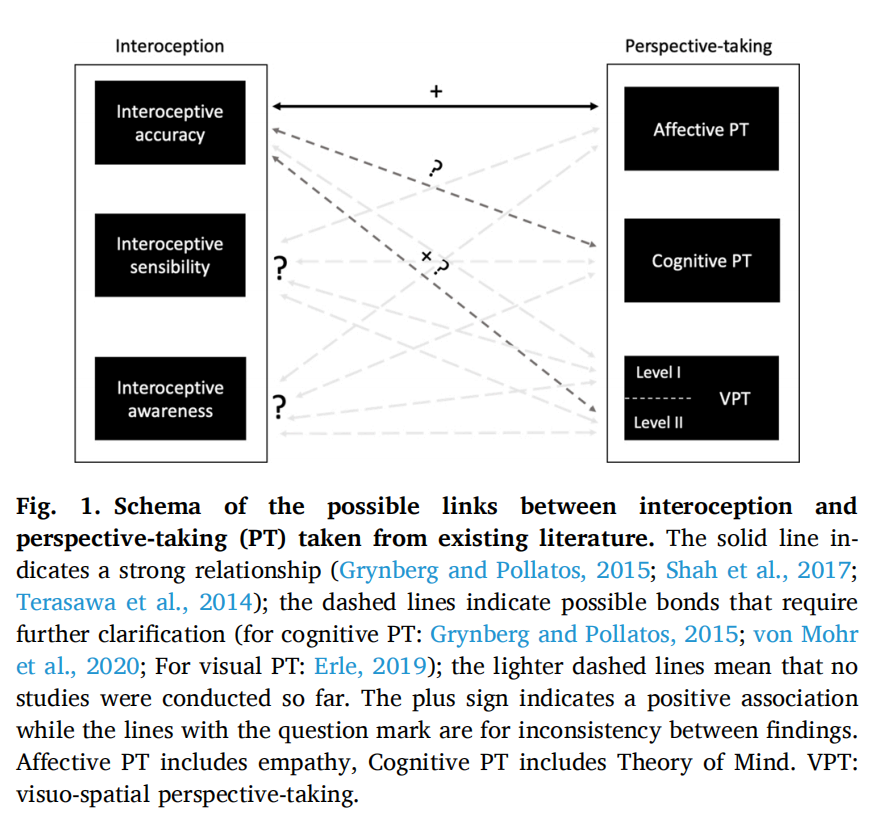 Interoception
Perspective-taking
Interoceptive
accuracy
+
Affective PT
?
Interoceptive
sensibility
?
+ ?
Cognitive PT
Interoceptive
awareness
?
Level I
VPT
Level II
Fig. 1. Schema of the possible links between interoception and
perspective-taking (PT) taken from existing literature. The solid line in-
dicates a strong relationship (Grynberg and Pollatos, 2015; Shah et al., 2017;
Terasawa et al., 2014); the dashed lines indicate possible bonds that require
further clarification (for cognitive PT: Grynberg and Pollatos, 2015; von Mohr
et al., 2020; For visual PT: Erle, 2019); the lighter dashed lines mean that no
studies were conducted so far. The plus sign indicates a positive association
while the lines with the question mark are for inconsistency between findings.
Affective PT includes empathy, Cognitive PT includes Theory of Mind. VPT:
visuo-spatial perspective-taking.